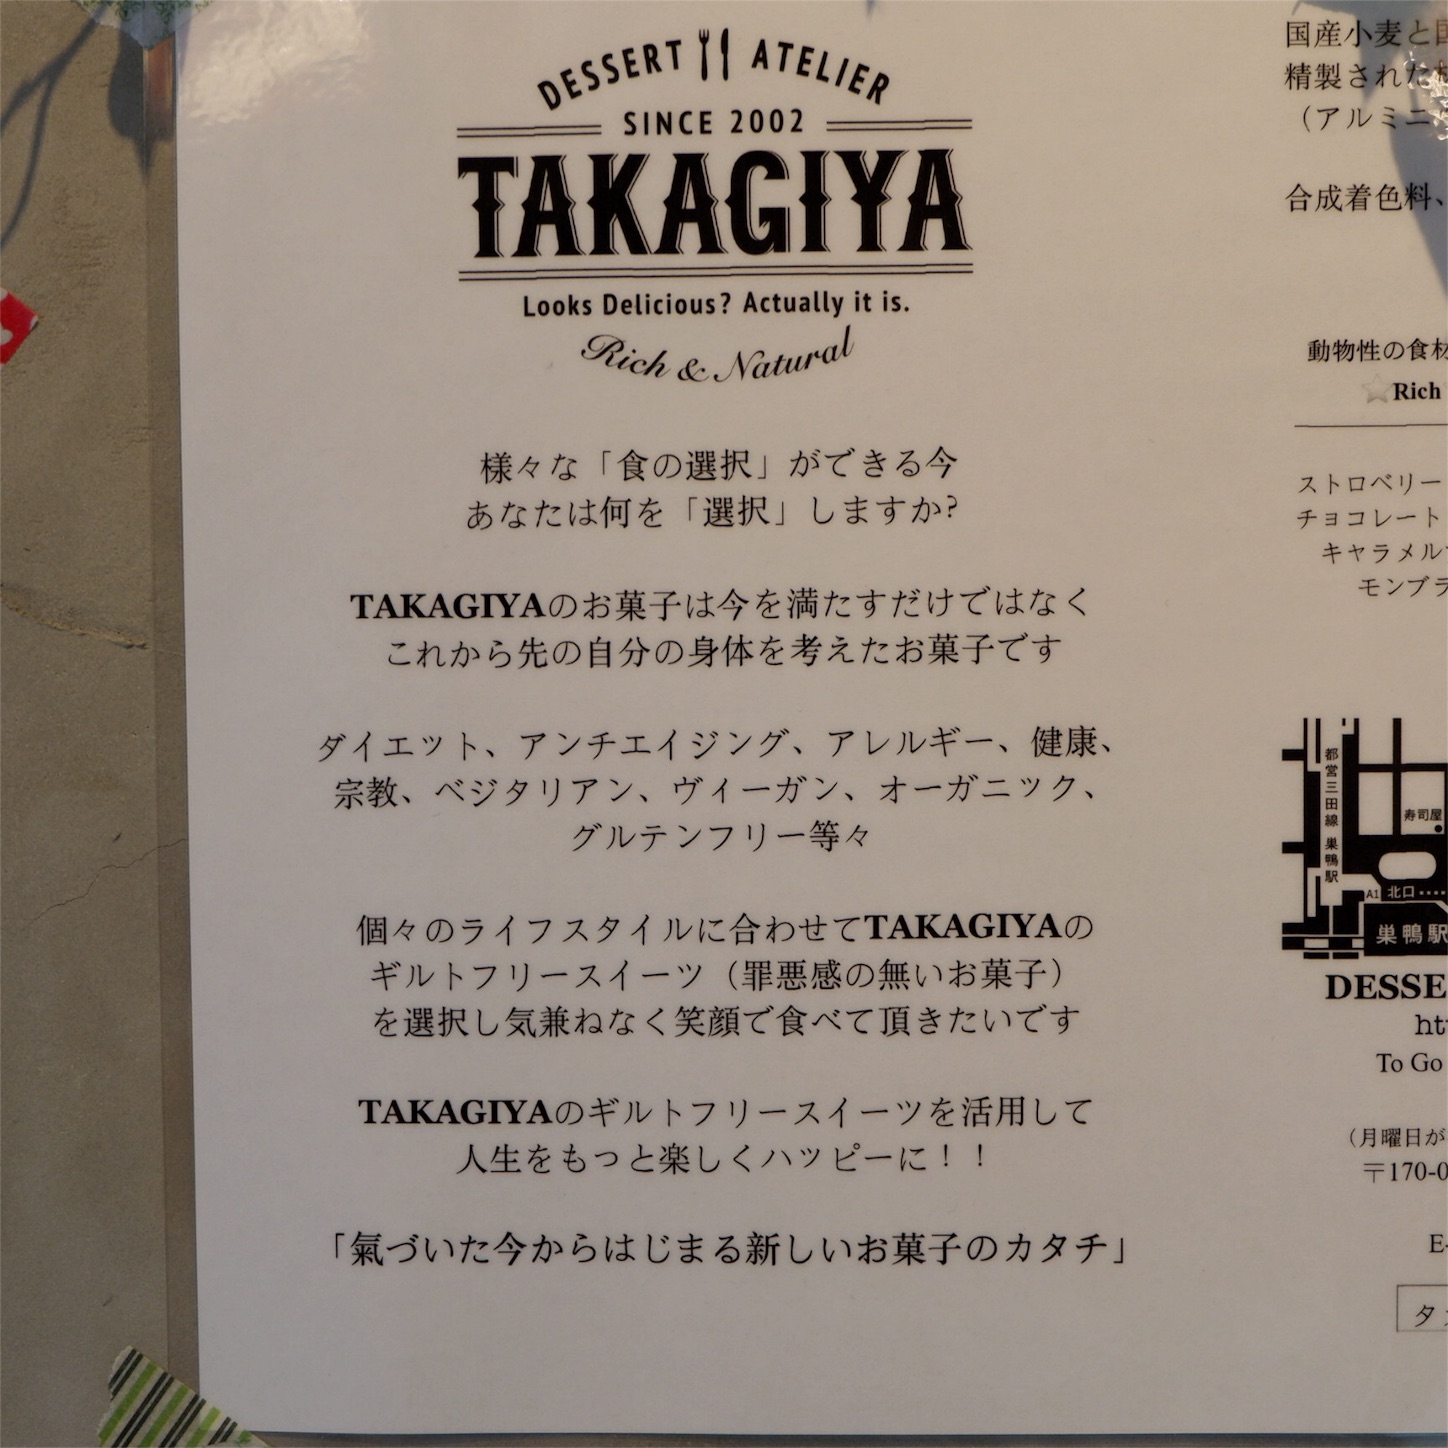 DESSERT ATELIER
SINCE 2002
TAKAGIYA
Looks Delicious? Actually it is.
Rich & Natural
様々な「食の選択」ができる今
あなたは何を「選択」しますか?
TAKAGIYAのお菓子は今を満たすだけではなく
これから先の自分の身体を考えたお菓子です
ダイエット、アンチエイジング、アレルギー、健康、
宗教、ベジタリアン、ヴィーガン、オーガニック、
グルテンフリー等々
個々のライフスタイルに合わせてTAKAGIYAの
ギルトフリースイーツ（罪悪感の無いお菓子）
を選択し気兼ねなく笑顔で食べて頂きたいです
TAKAGIYAのギルトフリースイーツを活用して
人生をもっと楽しくハッピーに！！
「氣づいた今からはじまる新しいお菓子のカタチ」
国産小麦と
精製された
（アルミニ
合成着色料、
動物性の食材
☆Rich
ストロベリー
チョコレート
キャラメル
モンブラ
都営三田線 巣鴨駅
寿司屋
A1 北口
巣鴨駅
DESSE
To Go
（月曜日が
〒170-0
E-